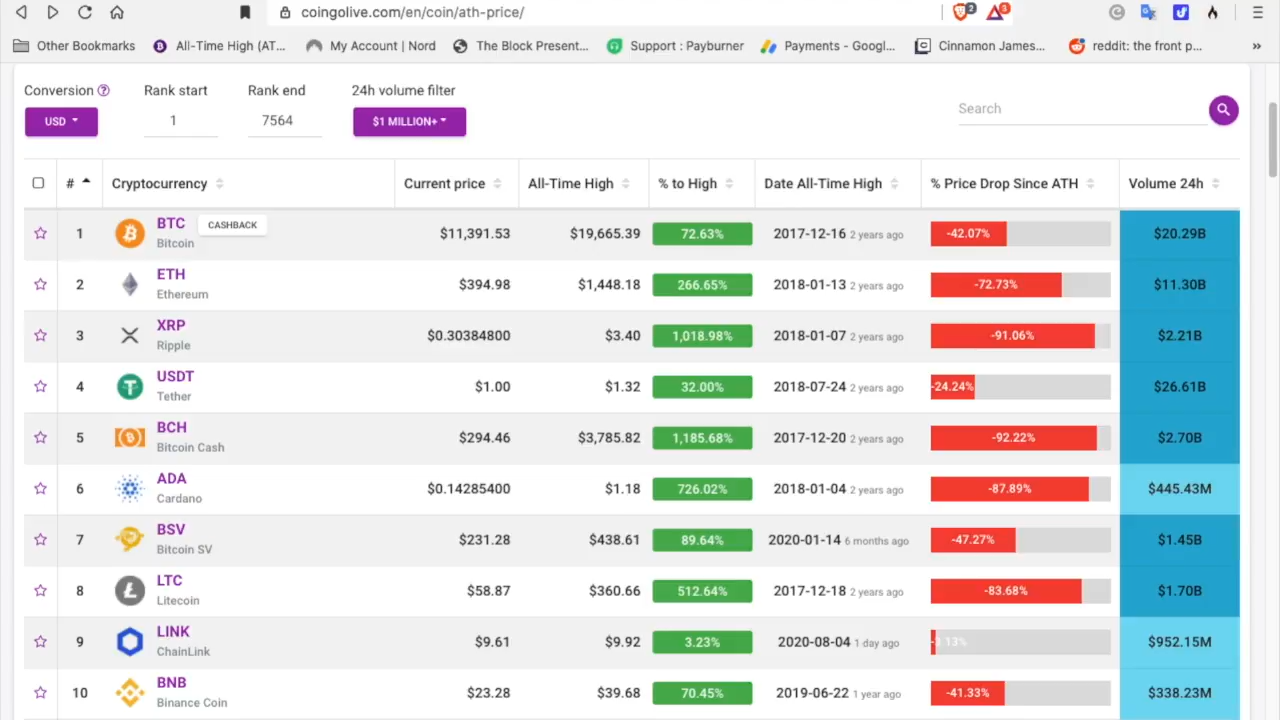 coingolive.com/en/coin/ath-price/
2 3
Other Bookmarks All-Time High (AT... My Account | Nord The Block Present... Support : Payburner Payments - Googl... Cinnamon James... reddit: the front p... »
Conversion ? Rank start Rank end 24h volume filter
USD 1 7564 $1 MILLION+ Search
# Cryptocurrency Current price All-Time High % to High Date All-Time High % Price Drop Since ATH Volume 24h
1 BTC CASHBACK Bitcoin $11,391.53 $19,665.39 72.63% 2017-12-16 2 years ago -42.07% $20.29B
2 ETH Ethereum $394.98 $1,448.18 266.65% 2018-01-13 2 years ago -72.73% $11.30B
3 XRP Ripple $0.30384800 $3.40 1,018.98% 2018-01-07 2 years ago -91.06% $2.21B
4 USDT Tether $1.00 $1.32 32.00% 2018-07-24 2 years ago -24.24% $26.61B
5 BCH Bitcoin Cash $294.46 $3,785.82 1,185.68% 2017-12-20 2 years ago -92.22% $2.70B
6 ADA Cardano $0.14285400 $1.18 726.02% 2018-01-04 2 years ago -87.89% $445.43M
7 BSV Bitcoin SV $231.28 $438.61 89.64% 2020-01-14 6 months ago -47.27% $1.45B
8 LTC Litecoin $58.87 $360.66 512.64% 2017-12-18 2 years ago -83.68% $1.70B
9 LINK ChainLink $9.61 $9.92 3.23% 2020-08-04 1 day ago -3.13% $952.15M
10 BNB Binance Coin $23.28 $39.68 70.45% 2019-06-22 1 year ago -41.33% $338.23M